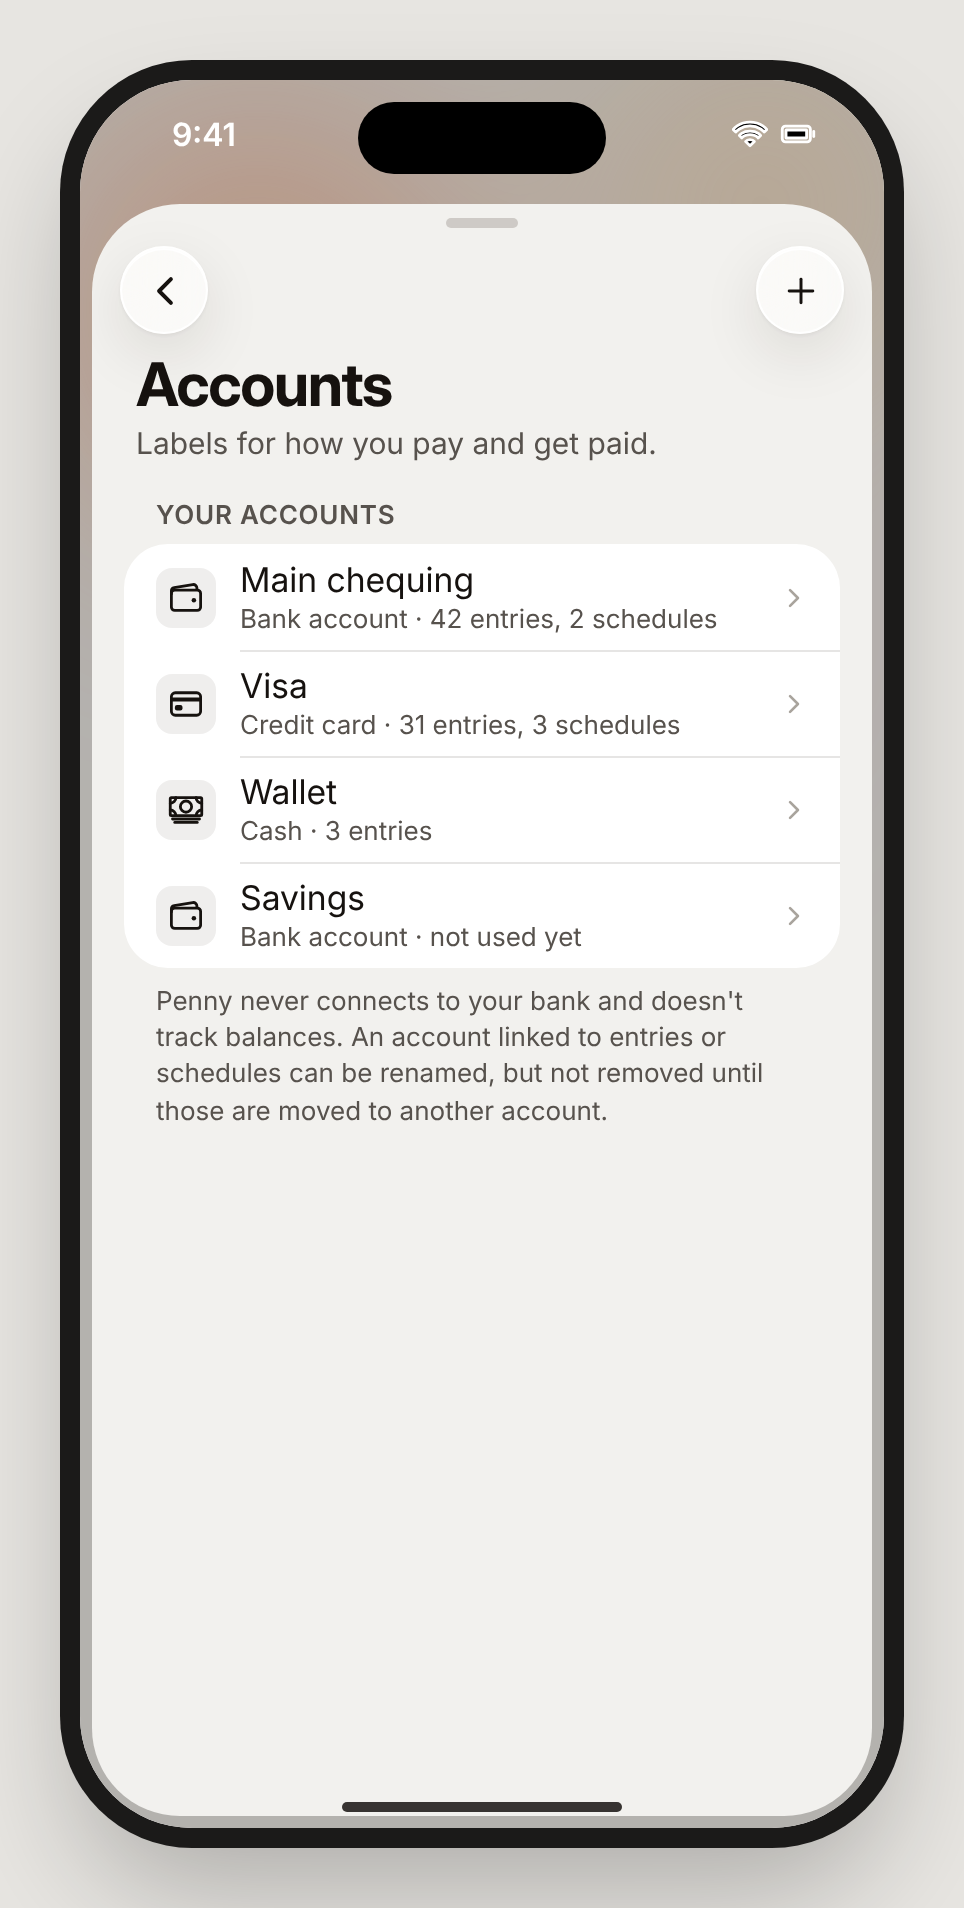 9:41
Accounts
Labels for how you pay and get paid.
YOUR ACCOUNTS
Main chequing
Bank account · 42 entries, 2 schedules
Visa
Credit card · 31 entries, 3 schedules
Wallet
Cash · 3 entries
Savings
Bank account · not used yet
Penny never connects to your bank and doesn't
track balances. An account linked to entries or
schedules can be renamed, but not removed until
those are moved to another account.